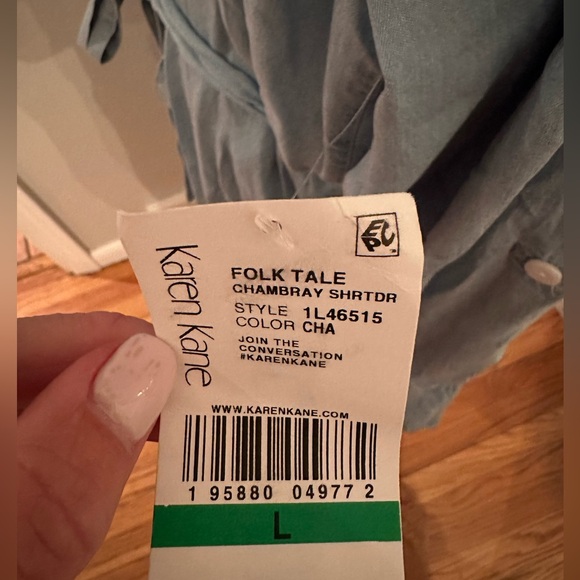 EPC
Karen Kane
FOLK TALE
CHAMBRAY SHRTDR
STYLE 1L46515
COLOR CHA
JOIN THE
CONVERSATION
#KARENKANE
WWW.KARENKANE.COM
1 95880 04977 2
L